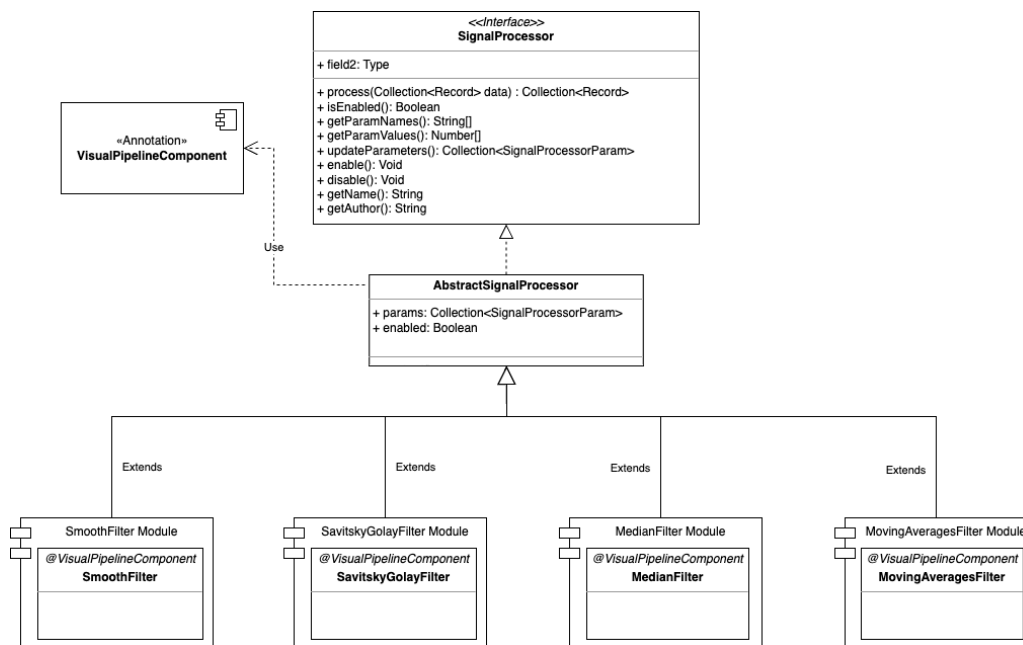 <<Interface>>
SignalProcessor
+ field2: Type
+ process(Collection<Record> data) : Collection<Record>
+ isEnabled(): Boolean
+ getParamNames(): String[]
+ getParamValues(): Number[]
+ updateParameters(): Collection<SignalProcessorParam>
+ enable(): Void
+ disable(): Void
+ getName(): String
+ getAuthor(): String
«Annotation»
VisualPipelineComponent
Use
AbstractSignalProcessor
+ params: Collection<SignalProcessorParam>
+ enabled: Boolean
Extends
Extends
Extends
Extends
SmoothFilter Module
@VisualPipelineComponent
SmoothFilter
SavitskyGolayFilter Module
@VisualPipelineComponent
SavitskyGolayFilter
MedianFilter Module
@VisualPipelineComponent
MedianFilter
MovingAveragesFilter Module
@VisualPipelineComponent
MovingAveragesFilter